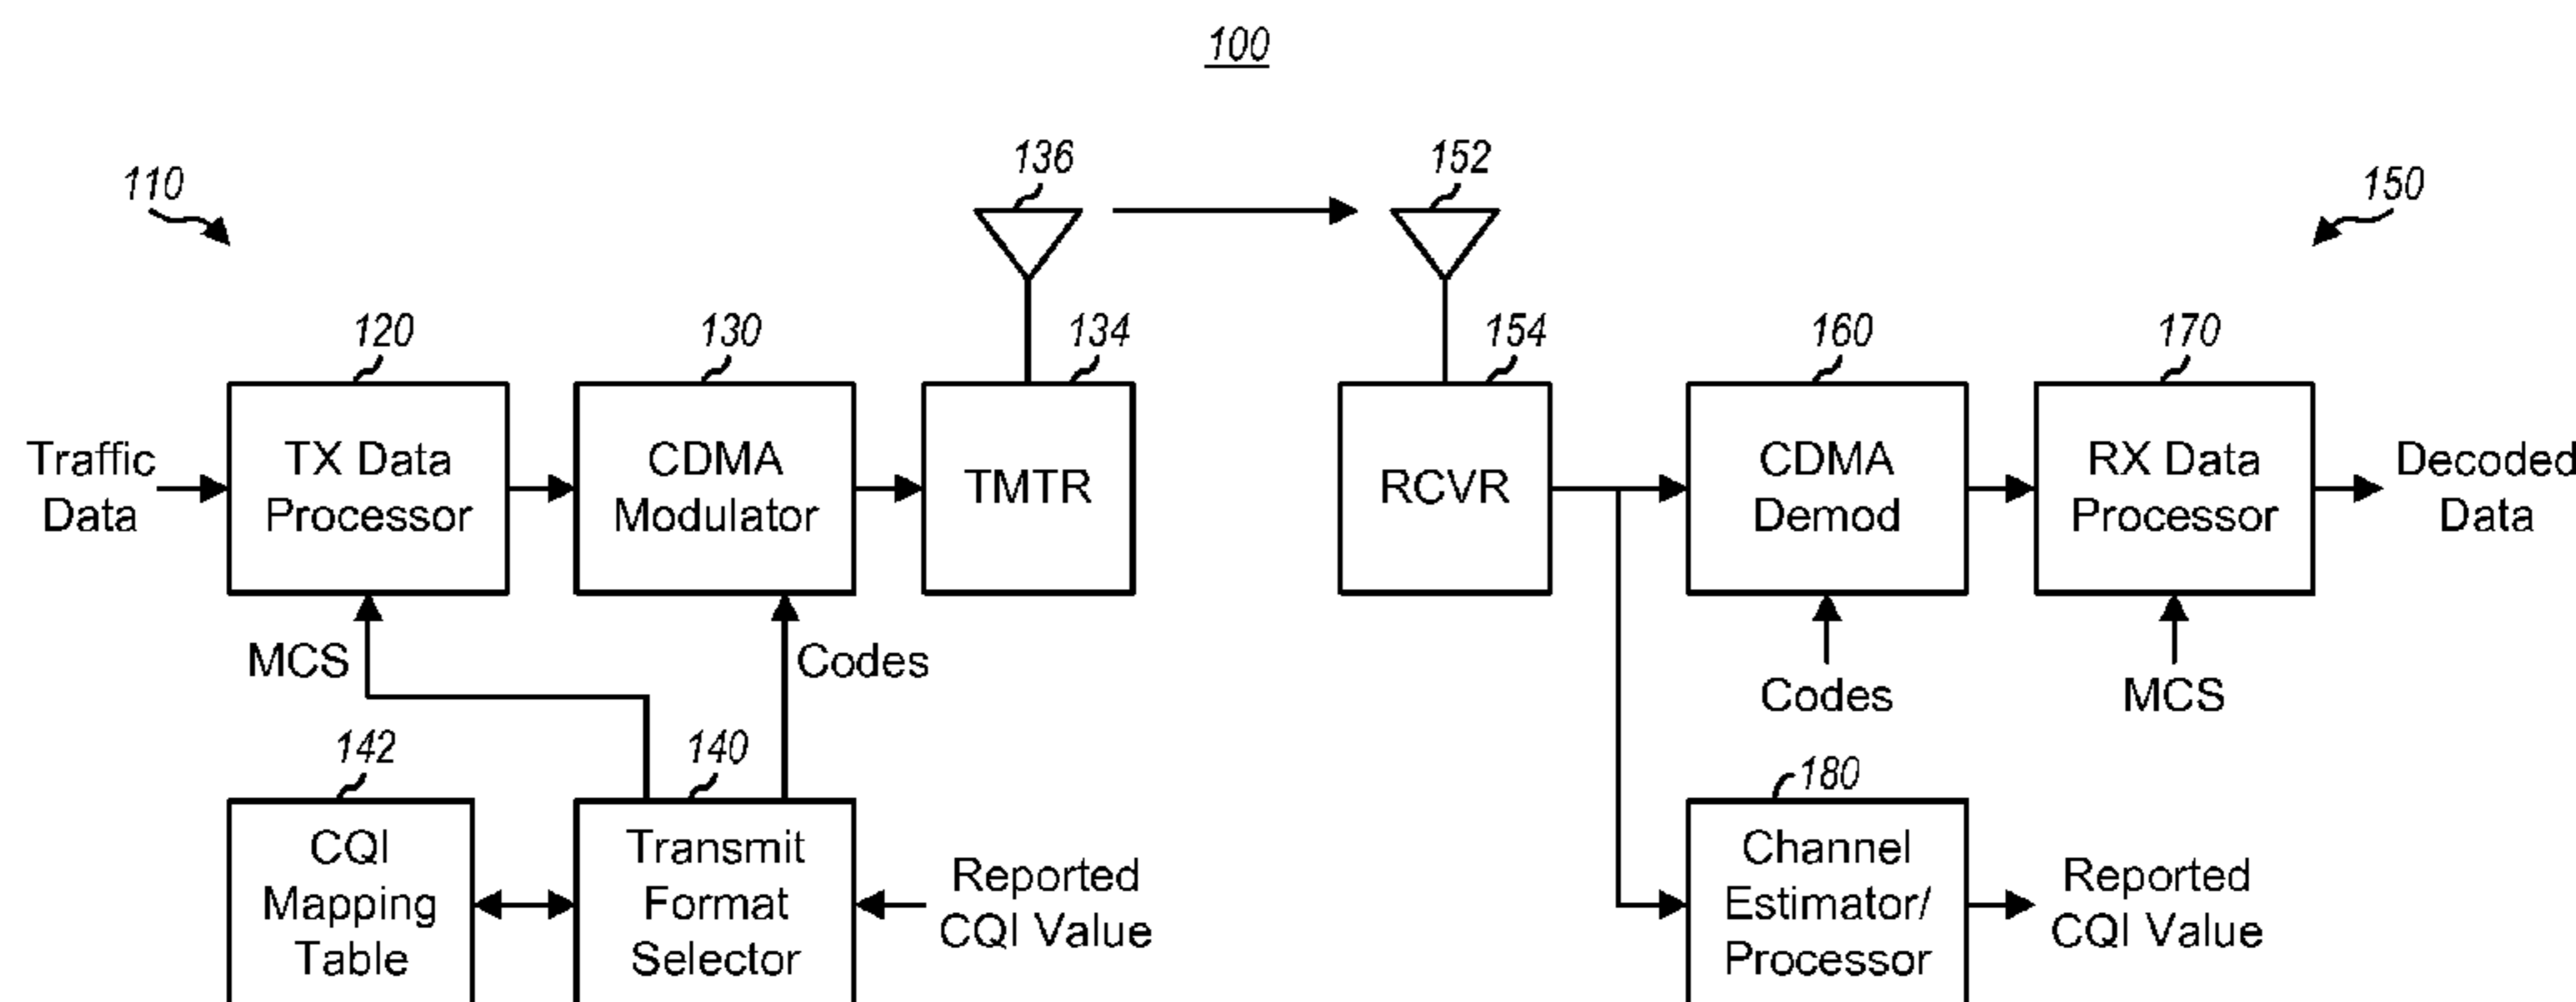 100
110
136
152
150
120
130
134
154
160
170
Traffic
Data
TX Data
Processor
CDMA
Modulator
TMTR
RCVR
CDMA
Demod
RX Data
Processor
Decoded
Data
MCS
Codes
Codes
MCS
142
140
180
CQI
Mapping
Table
Transmit
Format
Selector
Reported
CQI Value
Channel
Estimator/
Processor
Reported
CQI Value